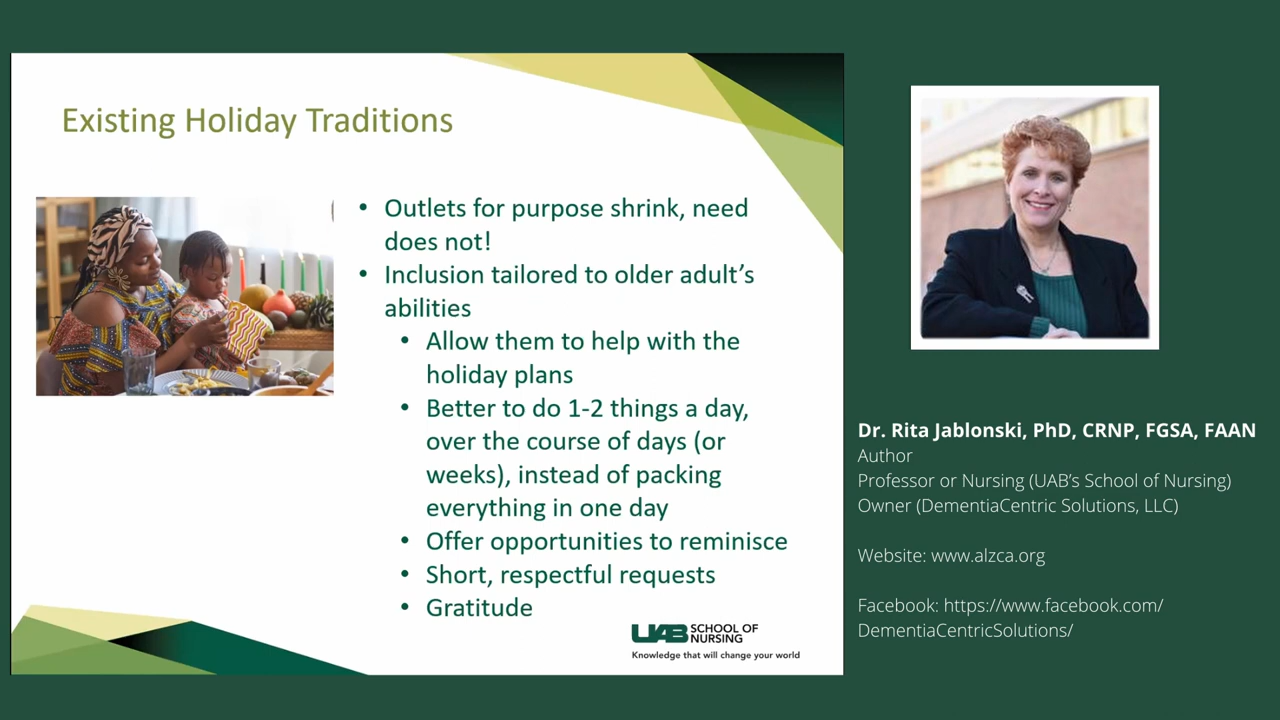 Existing Holiday Traditions
• Outlets for purpose shrink, need
does not!
• Inclusion tailored to older adult's
abilities
• Allow them to help with the
holiday plans
• Better to do 1-2 things a day,
over the course of days (or
weeks), instead of packing
everything in one day
• Offer opportunities to reminisce
• Short, respectful requests
• Gratitude
UAB SCHOOL OF
NURSING
Knowledge that will change your world
Dr. Rita Jablonski, PhD, CRNP, FGSA, FAAN
Author
Professor or Nursing (UAB's School of Nursing)
Owner (DementiaCentric Solutions, LLC)
Website: www.alzca.org
Facebook: https://www.facebook.com/
DementiaCentricSolutions/